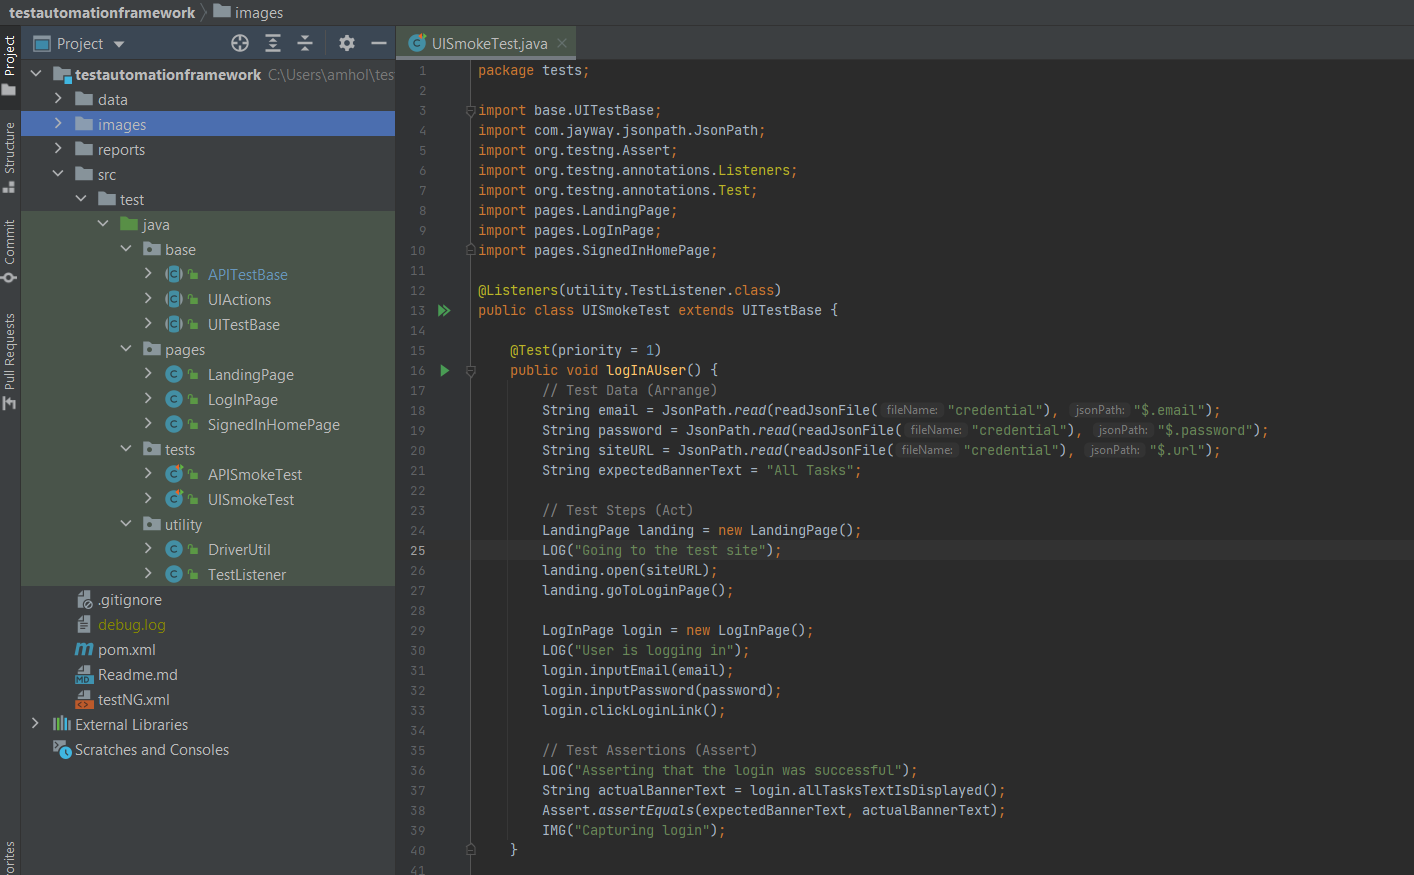 testautomationframework images
Project
UISmokeTest.java
Project
Structure
Commit
Pull Requests
testautomationframework C:\Users\amhol\tes
data
images
reports
src
test
java
base
APITestBase
UIActions
UITestBase
pages
LandingPage
LogInPage
SignedInHomePage
tests
APISmokeTest
UISmokeTest
utility
DriverUtil
TestListener
.gitignore
debug.log
pom.xml
Readme.md
testNG.xml
External Libraries
Scratches and Consoles
1 package tests;
2
3 import base.UITestBase;
4 import com.jayway.jsonpath.JsonPath;
5 import org.testng.Assert;
6 import org.testng.annotations.Listeners;
7 import org.testng.annotations.Test;
8 import pages.LandingPage;
9 import pages.LogInPage;
10 import pages.SignedInHomePage;
11
12 @Listeners(utility.TestListener.class)
13 public class UISmokeTest extends UITestBase {
14
15 @Test(priority = 1)
16 public void logInAUser() {
17 // Test Data (Arrange)
18 String email = JsonPath.read(readJsonFile( fileName: "credential"), jsonPath: "$.email");
19 String password = JsonPath.read(readJsonFile( fileName: "credential"), jsonPath: "$.password");
20 String siteURL = JsonPath.read(readJsonFile( fileName: "credential"), jsonPath: "$.url");
21 String expectedBannerText = "All Tasks";
22
23 // Test Steps (Act)
24 LandingPage landing = new LandingPage();
25 LOG("Going to the test site");
26 landing.open(siteURL);
27 landing.goToLoginPage();
28
29 LogInPage login = new LogInPage();
30 LOG("User is logging in");
31 login.inputEmail(email);
32 login.inputPassword(password);
33 login.clickLoginLink();
34
35 // Test Assertions (Assert)
36 LOG("Asserting that the login was successful");
37 String actualBannerText = login.allTasksTextIsDisplayed();
38 Assert.assertEquals(expectedBannerText, actualBannerText);
39 IMG("Capturing login");
40 }
41